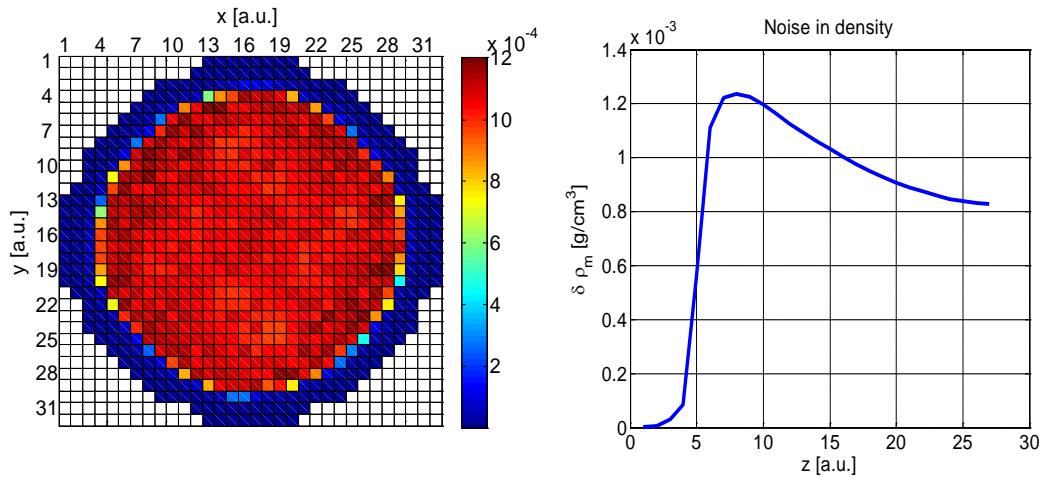 x [a.u.]
1 4 7 10 13 16 19 22 25 28 31
1
4
7
10
13
16
19
22
25
28
31
y [a.u.]
x 10^-4
12
10
8
6
4
2
Noise in density
x 10^-3
1.4
1.2
1
0.8
0.6
0.4
0.2
0
δ ρ_m [g/cm^3]
0 5 10 15 20 25 30
z [a.u.]